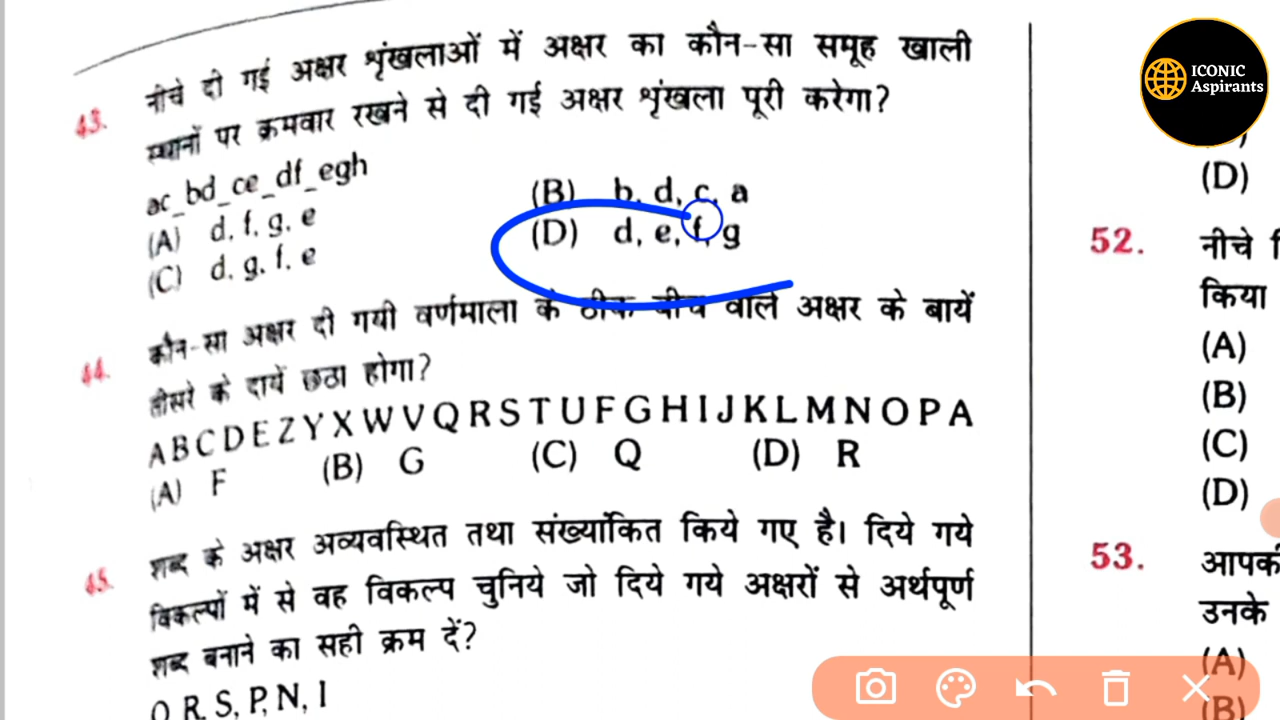 ICONIC
Aspirants
43. नीचे दी गई अक्षर शृंखलाओं में अक्षर का कौन-सा समूह खाली
स्थानों पर क्रमवार रखने से दी गई अक्षर शृंखला पूरी करेगा?
ac_bd_ce_df_egh
(A) d, f, g, e (B) b, d, c, a
(C) d, g, f, e (D) d, e, f, g
44. कौन-सा अक्षर दी गयी वर्णमाला के ठीक बीच वाले अक्षर के बायें
तीसरे के दायें छठा होगा?
A B C D E Z Y X W V Q R S T U F G H I J K L M N O P A
(A) F (B) G (C) Q (D) R
45. शब्द के अक्षर अव्यवस्थित तथा संख्यांकित किये गए है। दिये गये
विकल्पों में से वह विकल्प चुनिये जो दिये गये अक्षरों से अर्थपूर्ण
शब्द बनाने का सही क्रम दें?
O, R, S, P, N, I
(D)
52. नीचे
किया
(A)
(B)
(C)
(D)
53. आपकी
उनके
(A)
(B)